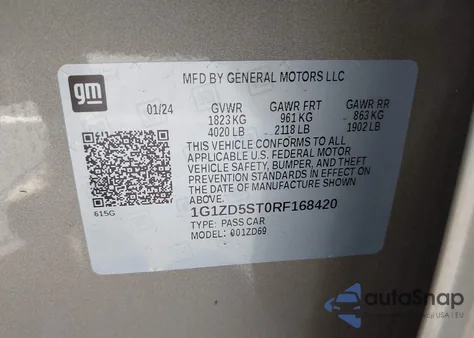 gm
MFD BY GENERAL MOTORS LLC
01/24 GVWR GAWR FRT GAWR RR
1823 KG 961 KG 863 KG
4020 LB 2118 LB 1902 LB
THIS VEHICLE CONFORMS TO ALL
APPLICABLE U.S. FEDERAL MOTOR
VEHICLE SAFETY, BUMPER, AND THEFT
PREVENTION STANDARDS IN EFFECT ON
THE DATE OF MANUFACTURE SHOWN
ABOVE.
615G
1G1ZD5ST0RF168420
TYPE: PASS CAR
MODEL: 001ZD69
autoSnap
USA | EU